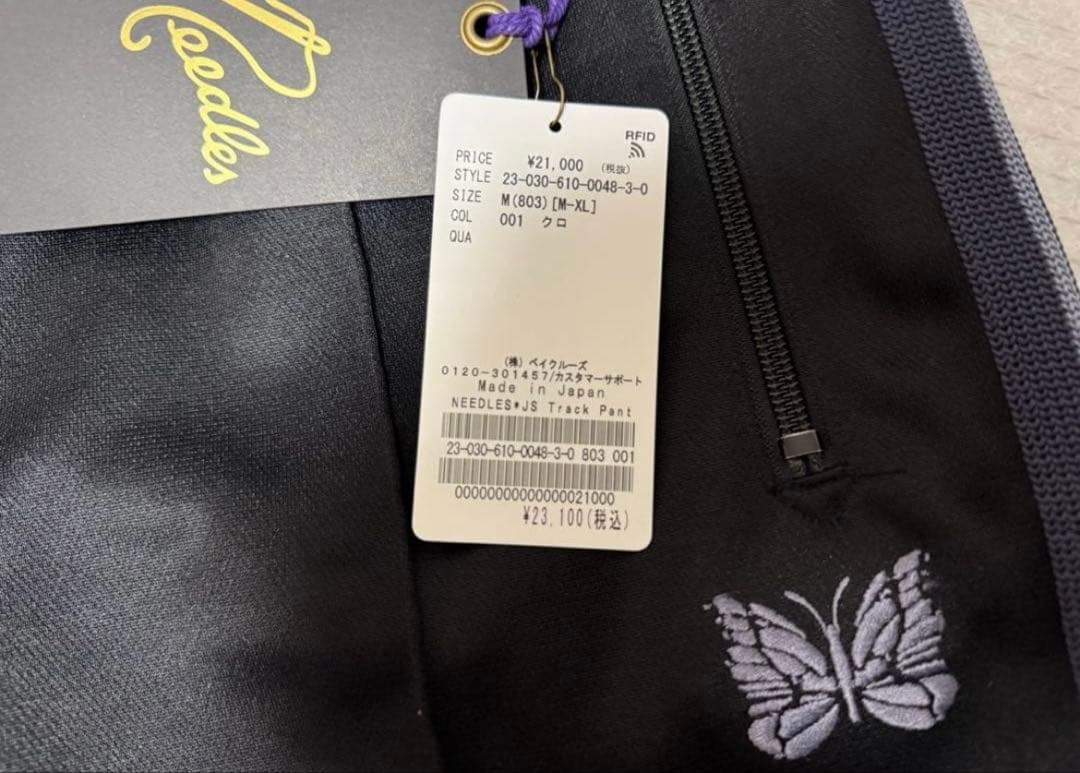 Needles
RFID
PRICE ¥21,000 (税抜)
STYLE 23-030-610-0048-3-0
SIZE M(803)[M-XL]
COL 001 クロ
QUA
(株)ベイクルーズ
0120-301457/カスタマーサポート
Made in Japan
NEEDLES*JS Track Pant
23-030-610-0048-3-0 803 001
00000000000000021000
¥23,100(税込)